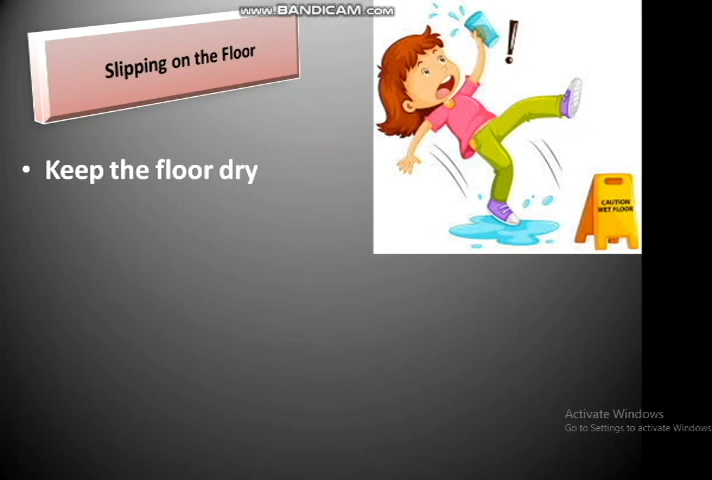 www.BANDICAM.com
Slipping on the Floor
!
• Keep the floor dry
CAUTION
WET FLOOR
Activate Windows
Go to Settings to activate Windows